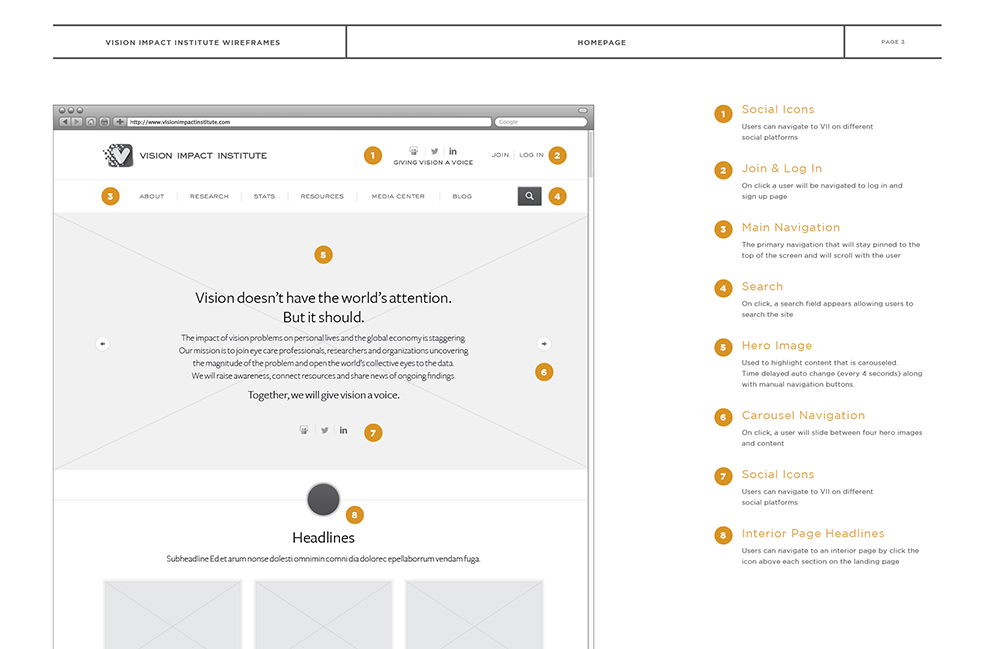 VISION IMPACT INSTITUTE WIREFRAMES
HOMEPAGE
PAGE 3
http://www.visionimpactinstitute.com
Google
VISION IMPACT INSTITUTE
1
GIVING VISION A VOICE
JOIN
LOG IN
2
3
ABOUT
RESEARCH
STATS
RESOURCES
MEDIA CENTER
BLOG
4
5
Vision doesn't have the world's attention.
But it should.
The impact of vision problems on personal lives and the global economy is staggering.
Our mission is to join eye care professionals, researchers and organizations uncovering
the magnitude of the problem and open the world's collective eyes to the data.
We will raise awareness, connect resources and share news of ongoing findings.
6
Together, we will give vision a voice.
in
7
8
Headlines
Subheadline Ed et arum nonse dolesti omnimin comni dia dolorec epellaborrum vendam fuga.
1 Social Icons
Users can navigate to VII on different
social platforms
2 Join & Log In
On click a user will be navigated to log in and
sign up page
3 Main Navigation
The primary navigation that will stay pinned to the
top of the screen and will scroll with the user
4 Search
On click, a search field appears allowing users to
search the site
5 Hero Image
Used to highlight content that is carouseled.
Time delayed auto change (every 4 seconds) along
with manual navigation buttons.
6 Carousel Navigation
On click, a user will slide between four hero images
and content
7 Social Icons
Users can navigate to VII on different
social platforms
8 Interior Page Headlines
Users can navigate to an interior page by click the
icon above each section on the landing page